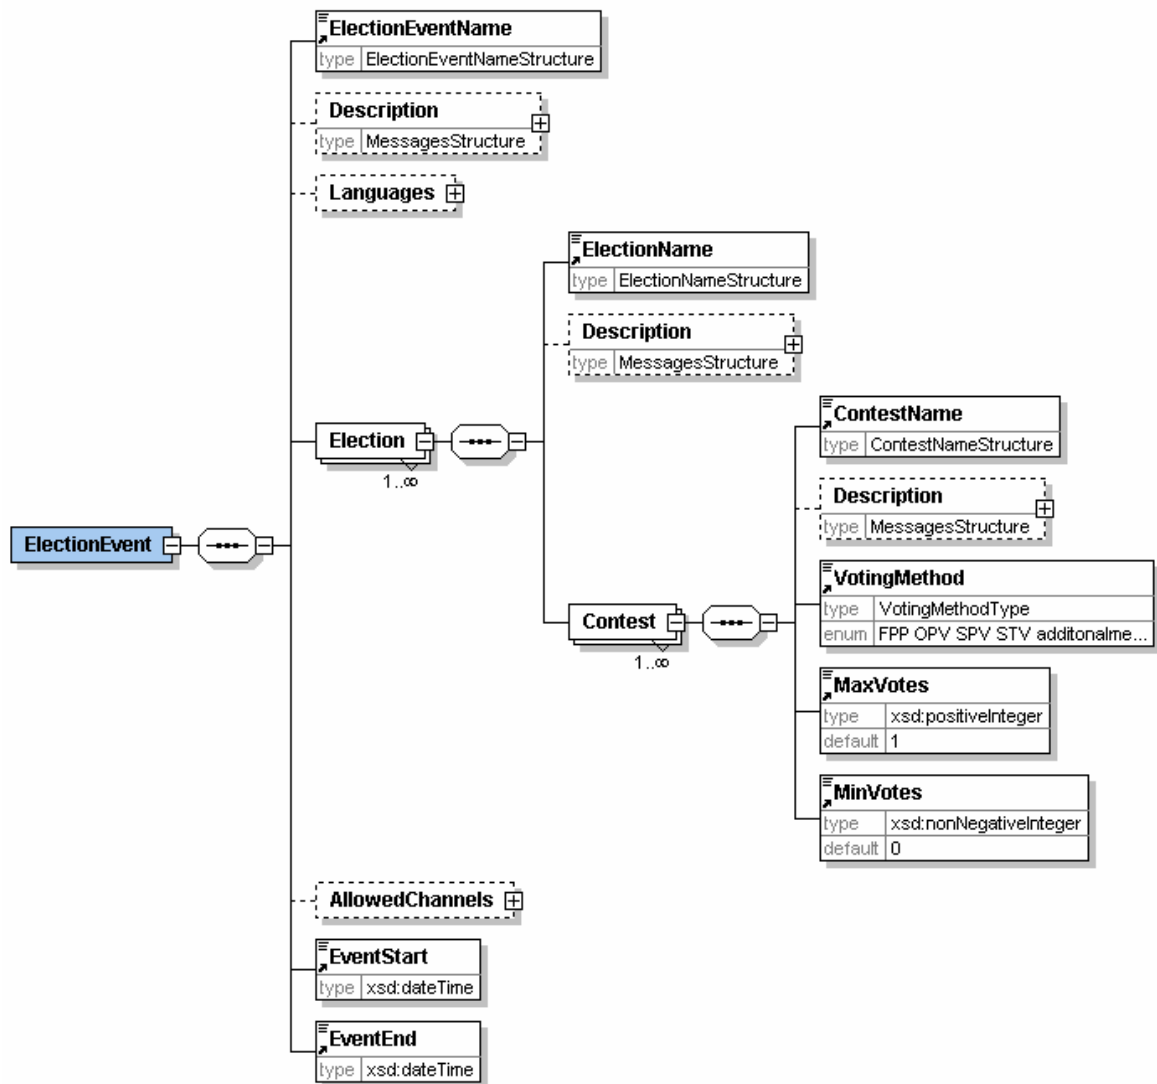 ElectionEventName
type ElectionEventNameStructure
Description
type MessagesStructure
Languages
ElectionName
type ElectionNameStructure
Description
type MessagesStructure
Election
1..∞
ContestName
type ContestNameStructure
Description
type MessagesStructure
ElectionEvent
VotingMethod
type VotingMethodType
enum FPP OPV SPV STV additonalme...
Contest
1..∞
MaxVotes
type xsd:positiveInteger
default 1
MinVotes
type xsd:nonNegativeInteger
default 0
AllowedChannels
EventStart
type xsd:dateTime
EventEnd
type xsd:dateTime